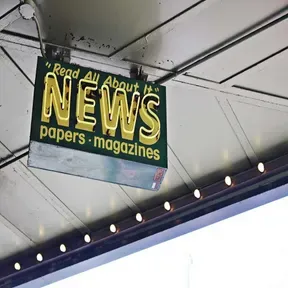 "Read All About It"
NEWS
papers · magazines